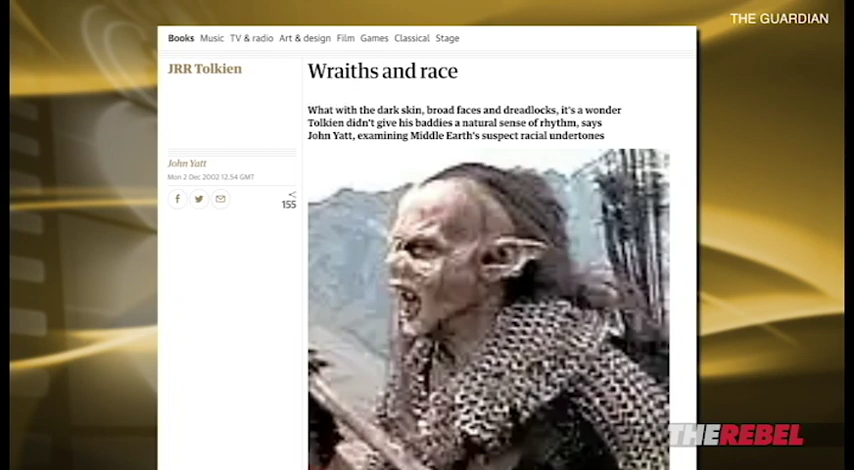 THE GUARDIAN
Books Music TV & radio Art & design Film Games Classical Stage
JRR Tolkien
Wraiths and race
What with the dark skin, broad faces and dreadlocks, it's a wonder
Tolkien didn't give his baddies a natural sense of rhythm, says
John Yatt, examining Middle Earth's suspect racial undertones
John Yatt
Mon 2 Dec 2002 12.54 GMT
155
THEREBEL